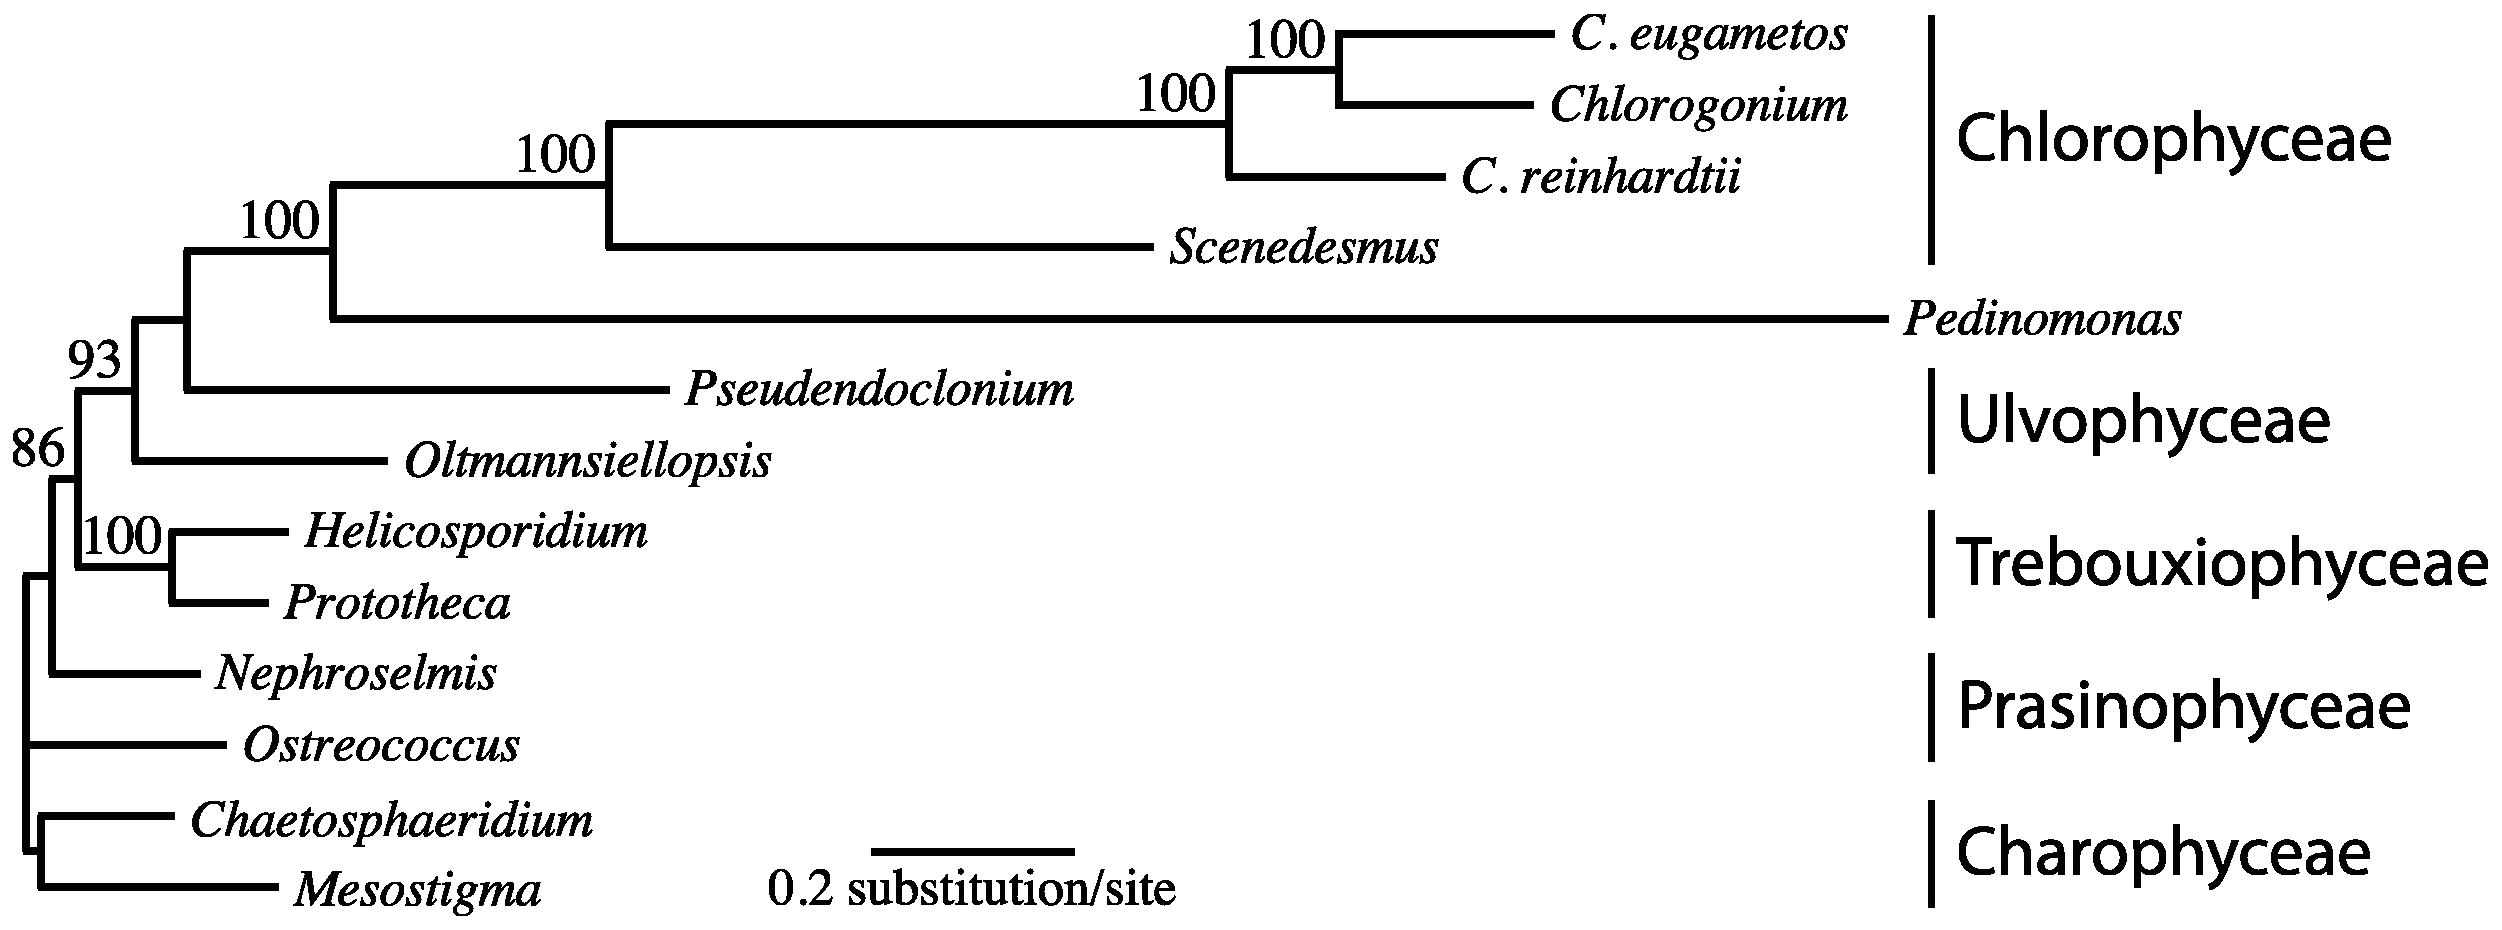 100
C. eugametos
100
Chlorogonium
Chlorophyceae
100
C. reinhardtii
100
Scenedesmus
Pedinomonas
93
Pseudendoclonium
Ulvophyceae
86
Oltmannsiellopsis
100
Helicosporidium
Trebouxiophyceae
Prototheca
Nephroselmis
Prasinophyceae
Ostreococcus
Chaetosphaeridium
Charophyceae
Mesostigma
0.2 substitution/site